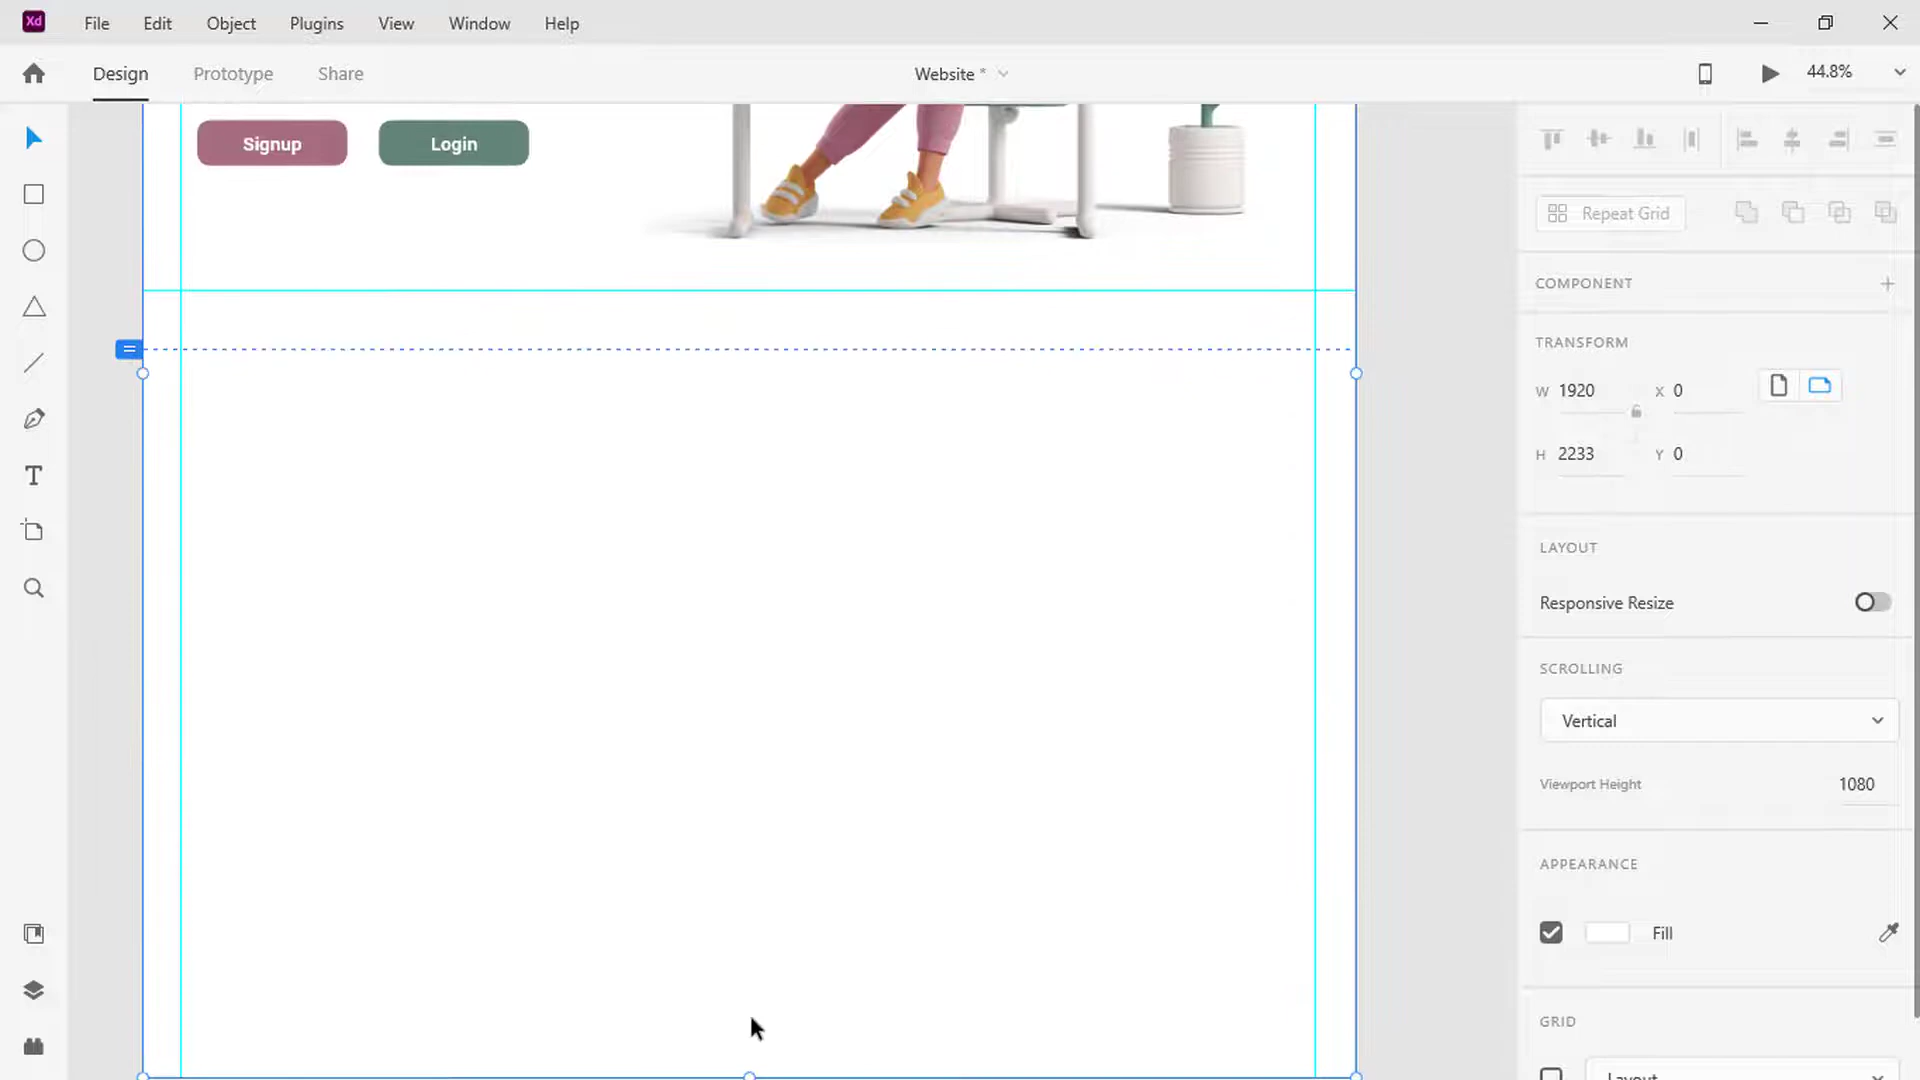 Xd File Edit Object Plugins View Window Help
Design Prototype Share Website * 44.8%
Signup Login
Repeat Grid
COMPONENT
TRANSFORM
W 1920 X 0
H 2233 Y 0
LAYOUT
Responsive Resize
SCROLLING
Vertical
Viewport Height 1080
APPEARANCE
Fill
GRID
Layout
T